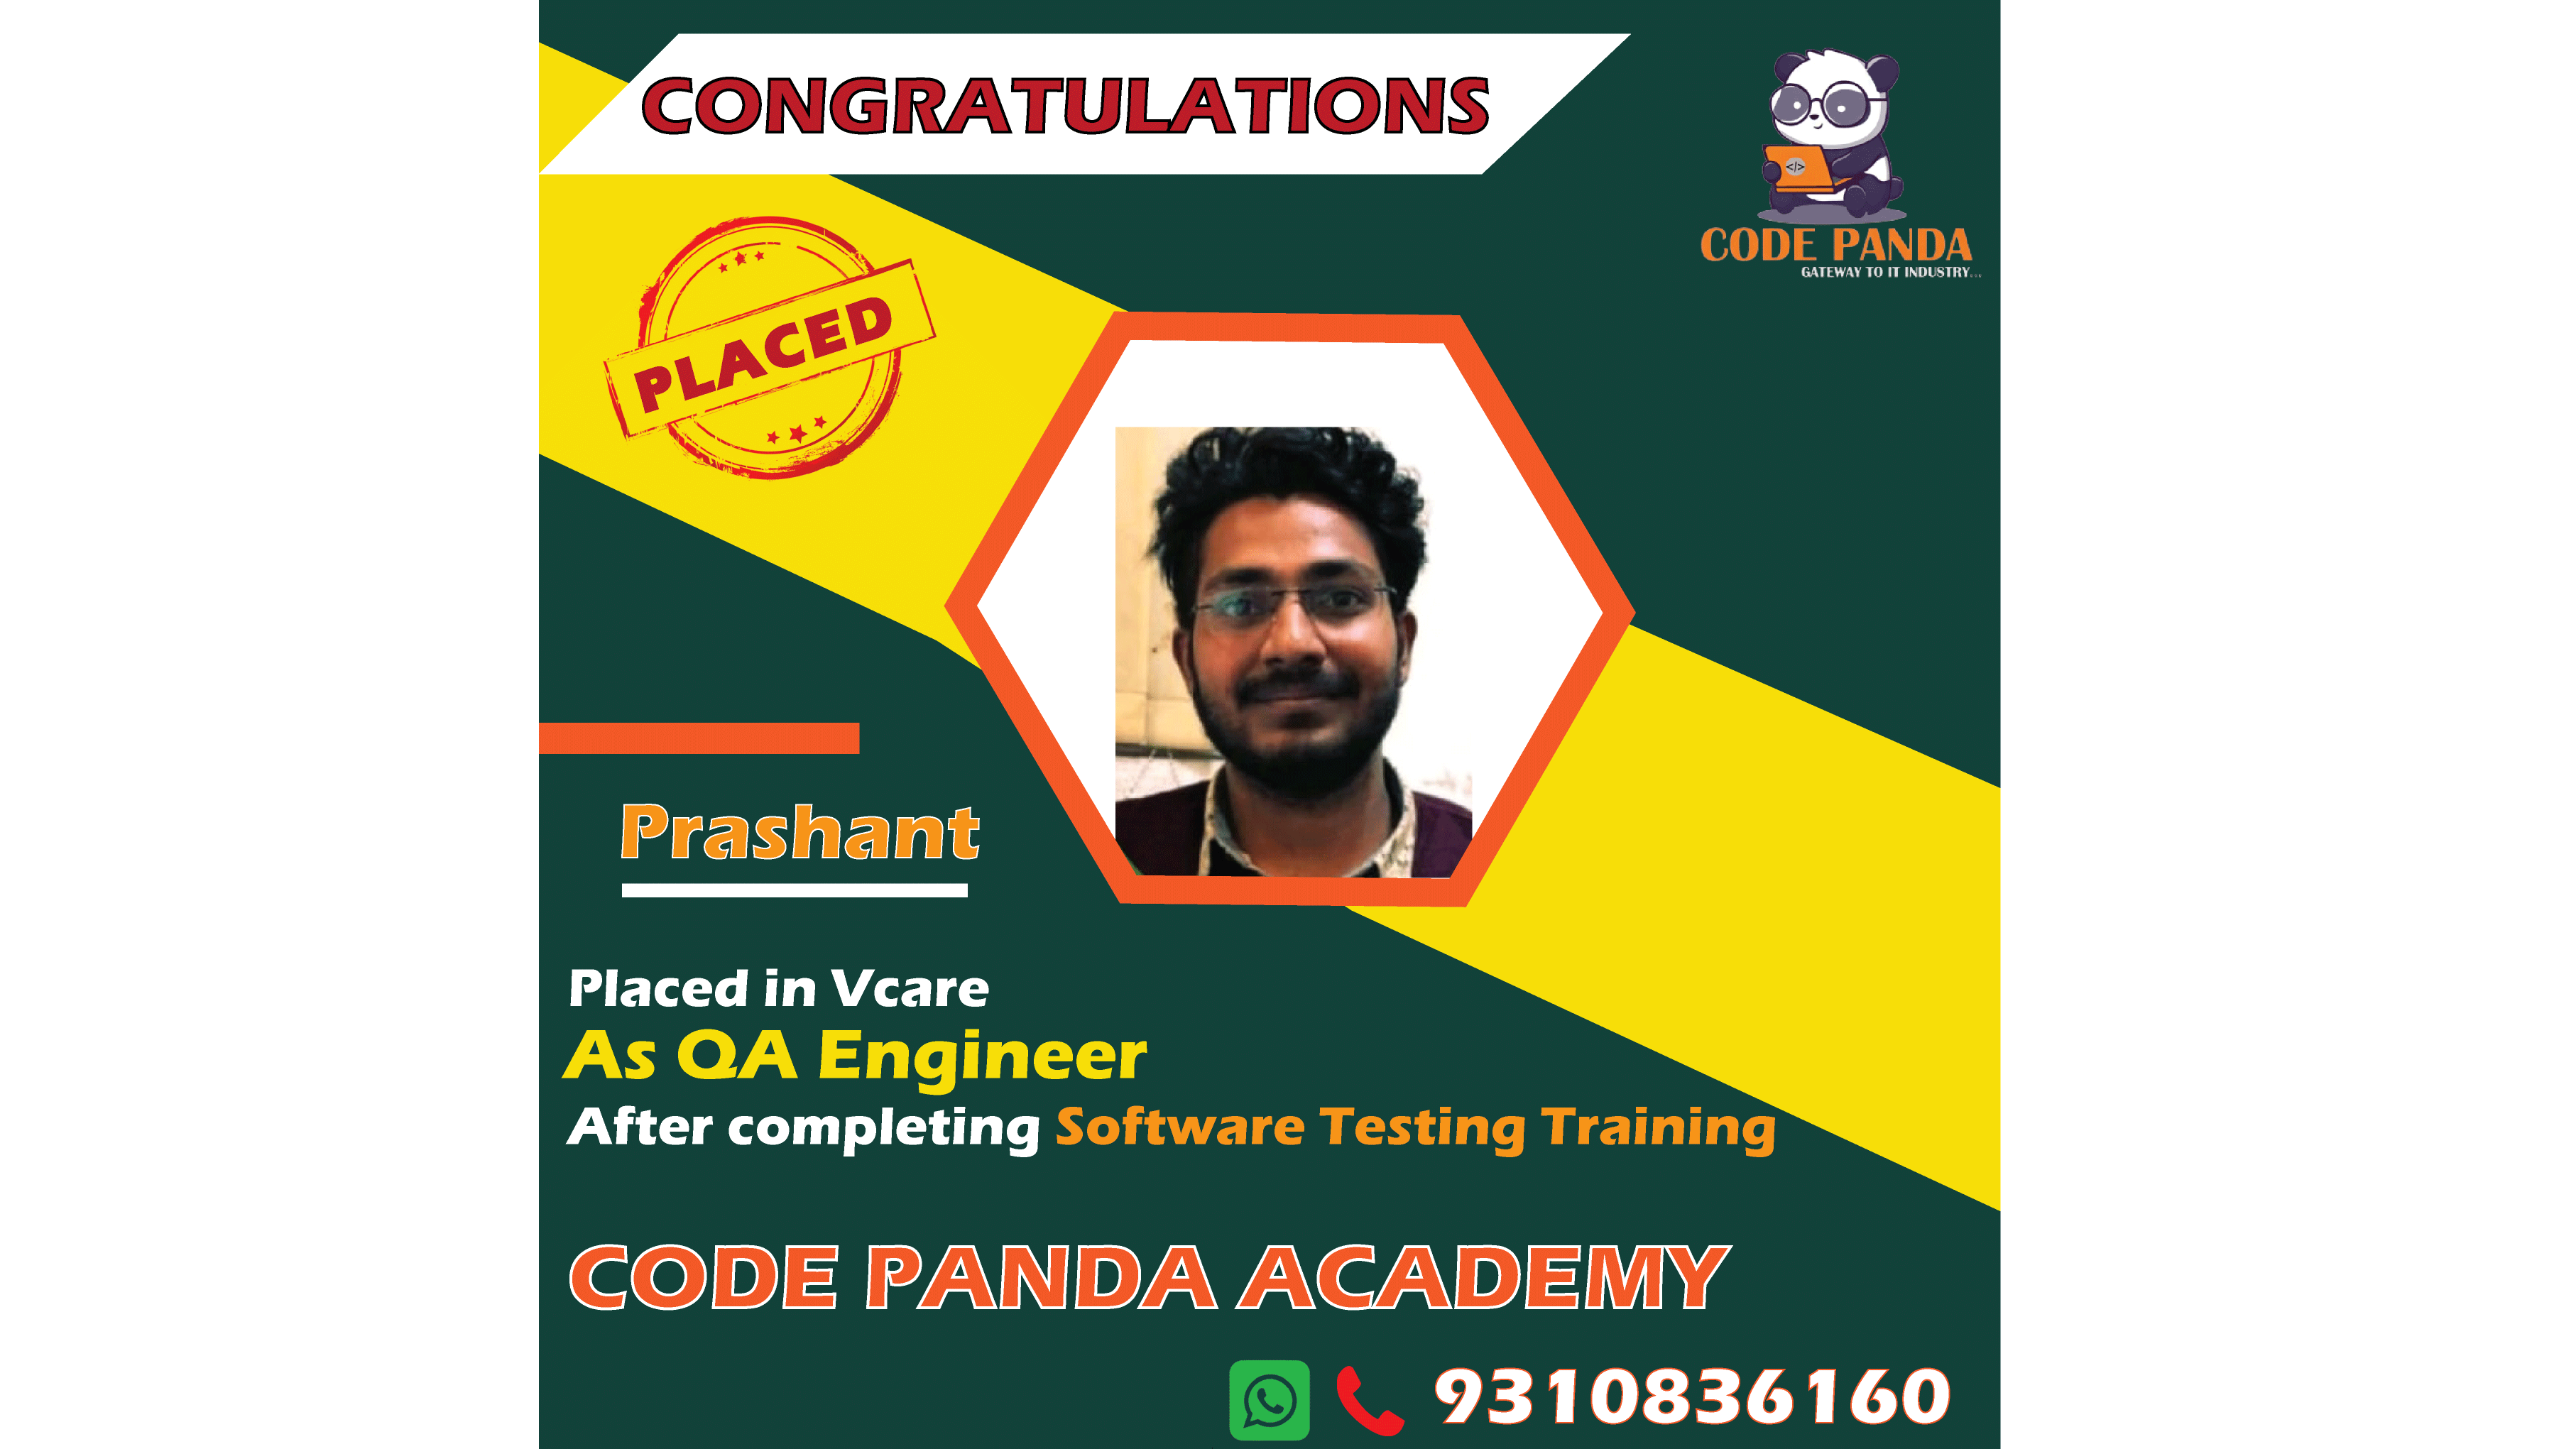 CONGRATULATIONS
</>
CODE PANDA
GATEWAY TO IT INDUSTRY...
PLACED
Prashant
Placed in Vcare
As QA Engineer
After completing Software Testing Training
CODE PANDA ACADEMY
9310836160